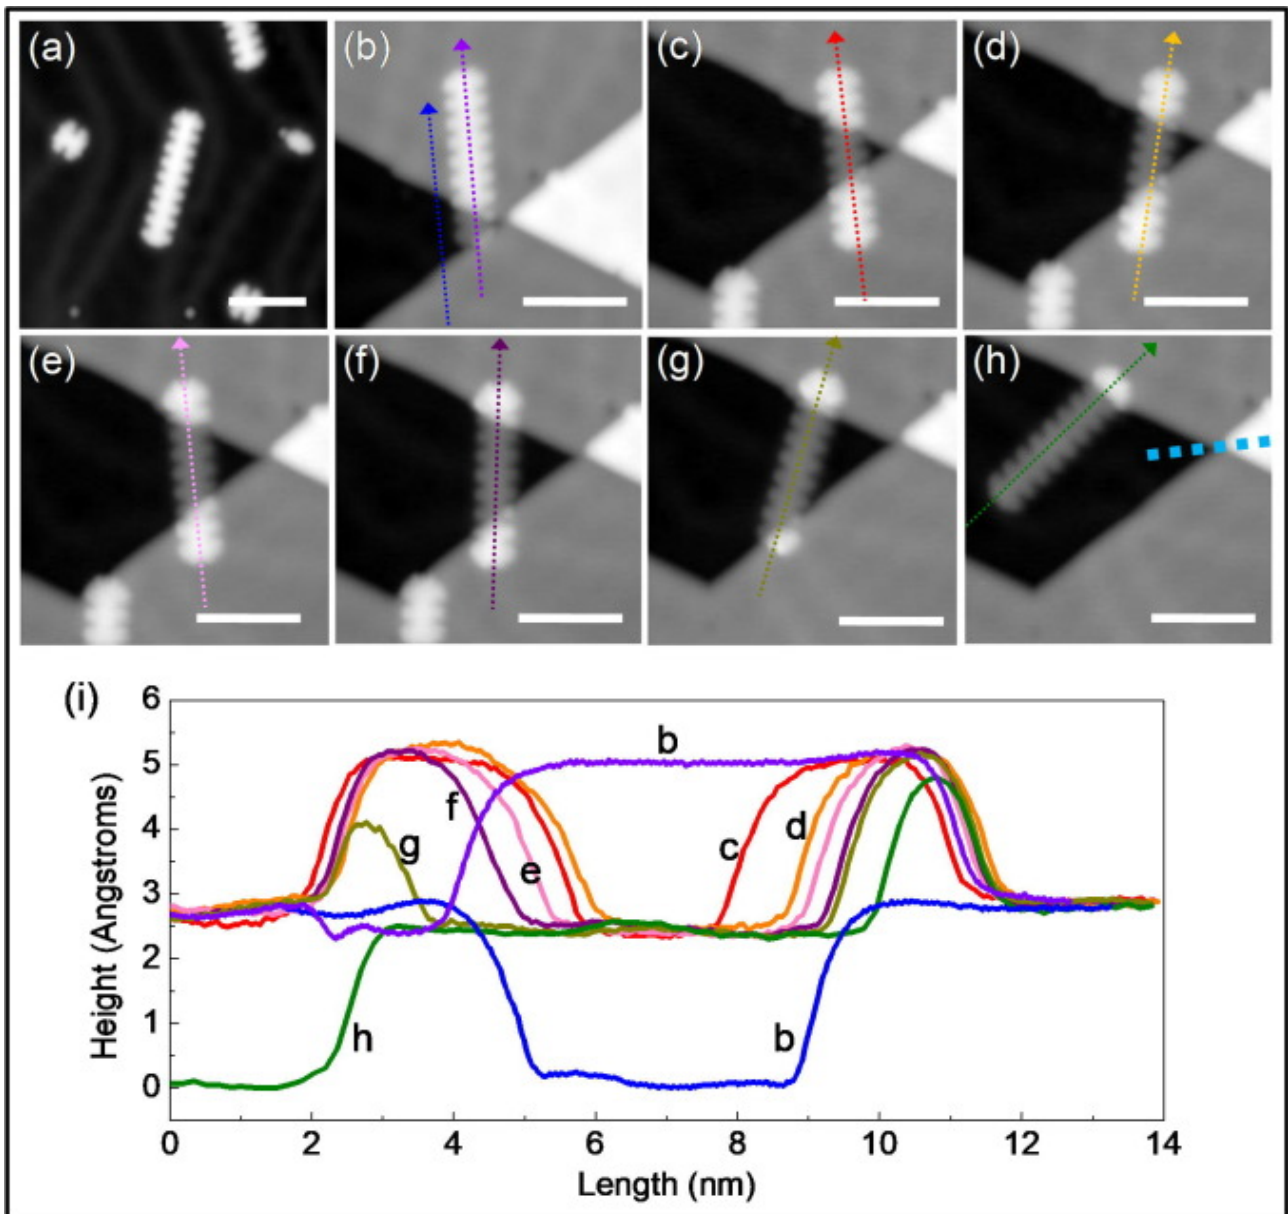 (a) (b) (c) (d)
(e) (f) (g) (h)
(i)
6
5
4
3
2
1
0
Height (Angstroms)
b
f
g
e
c
d
h
b
0 2 4 6 8 10 12 14
Length (nm)